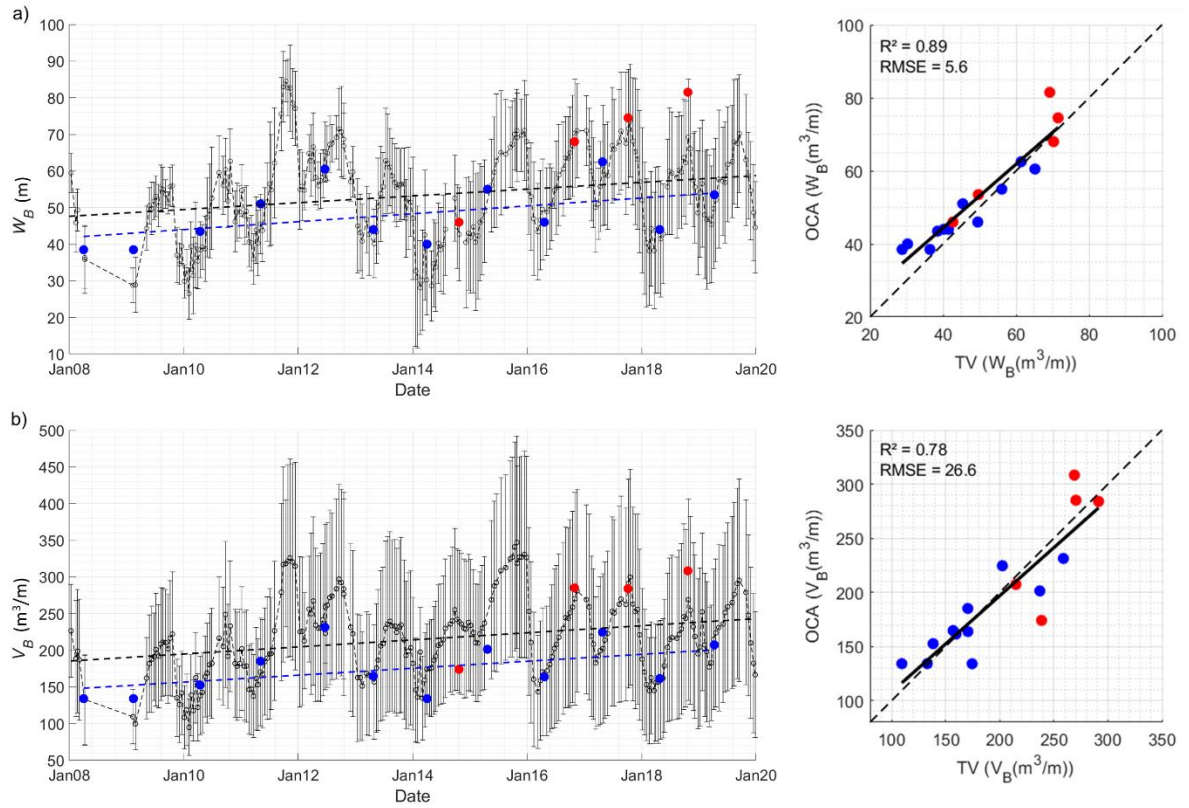 a)
100
90
80
70
60
50
40
30
20
10
W_B (m)
Jan08
Jan10
Jan12
Jan14
Jan16
Jan18
Jan20
Date
R² = 0.89
RMSE = 5.6
100
80
60
40
20
OCA (W_B(m³/m))
20
40
60
80
100
TV (W_B(m³/m))
b)
500
450
400
350
300
250
200
150
100
50
V_B (m³/m)
Jan08
Jan10
Jan12
Jan14
Jan16
Jan18
Jan20
Date
R² = 0.78
RMSE = 26.6
350
300
250
200
150
100
OCA (V_B(m³/m))
100
150
200
250
300
350
TV (V_B(m³/m))